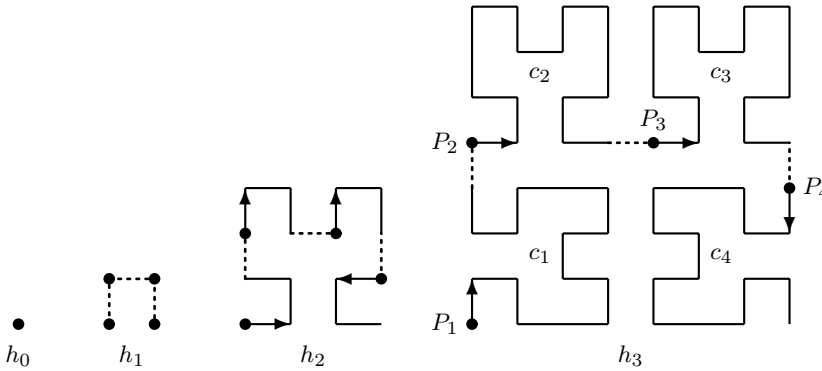 c₂ c₃
P₂ P₃
P₄
c₁ c₄
P₁
h₀ h₁ h₂ h₃